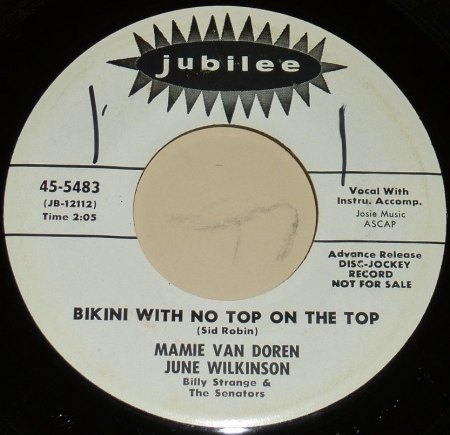 jubilee
45-5483
(JB-12112)
Time 2:05
Vocal With
Instru. Accomp.
Josie Music
ASCAP
Advance Release
DISC-JOCKEY
RECORD
NOT FOR SALE
BIKINI WITH NO TOP ON THE TOP
(Sid Robin)
MAMIE VAN DOREN
JUNE WILKINSON
Billy Strange &
The Senators